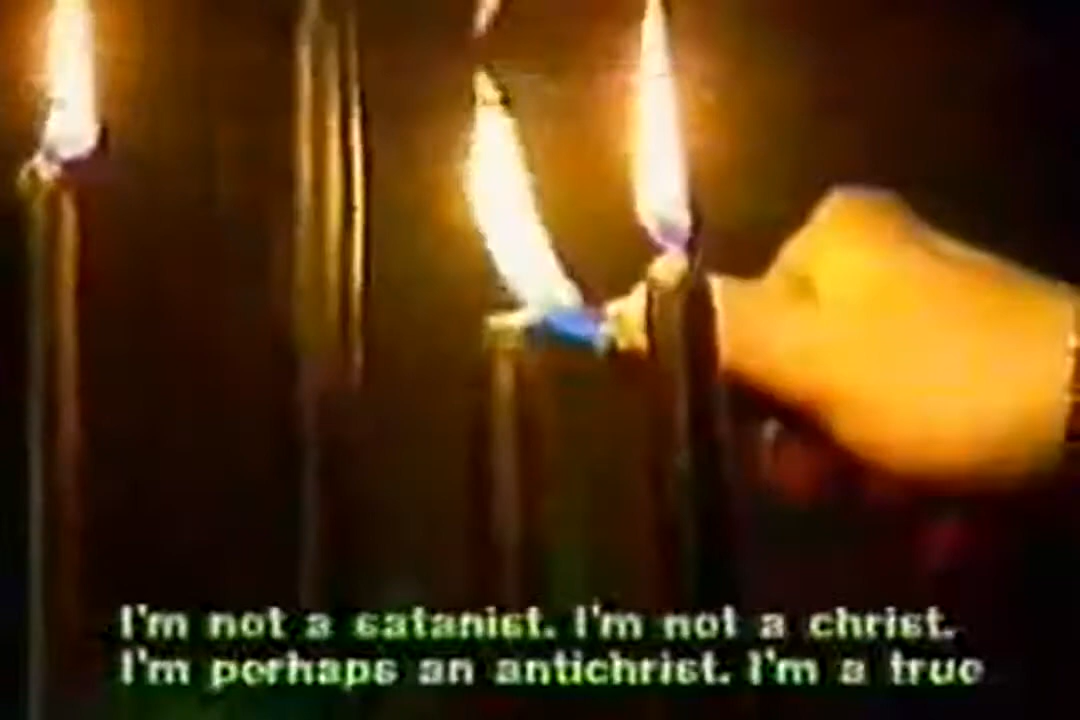 I'm not a satanist. I'm not a christ.
I'm perhaps an antichrist. I'm a true